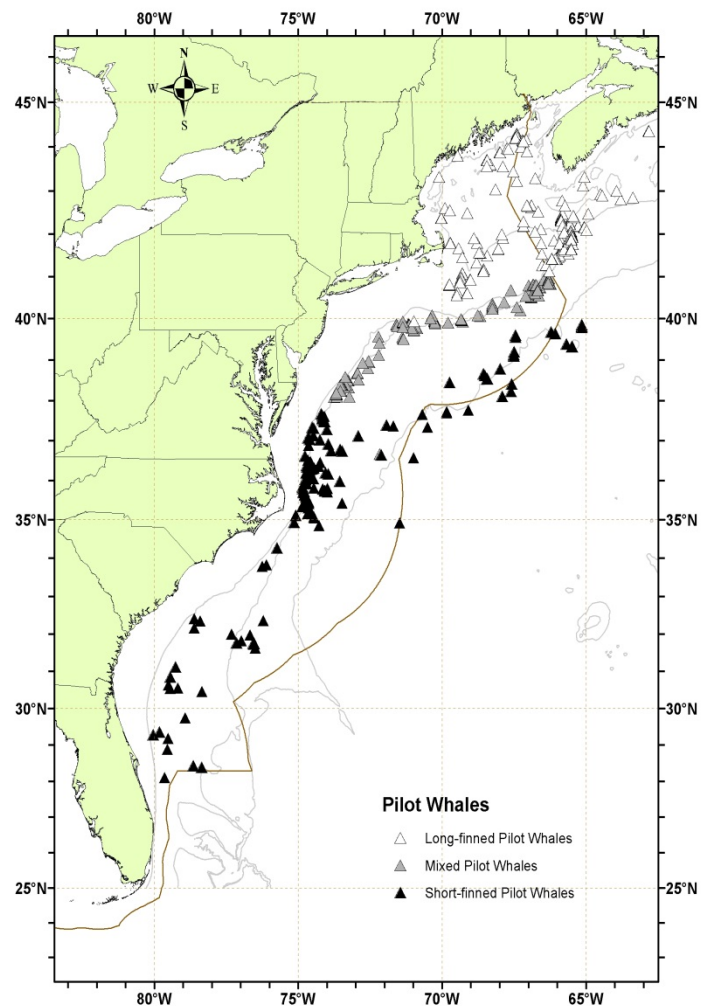 80°W 75°W 70°W 65°W
N
W E
S
45°N 45°N
40°N 40°N
35°N 35°N
30°N 30°N
Pilot Whales
Long-finned Pilot Whales
Mixed Pilot Whales
Short-finned Pilot Whales
25°N 25°N
80°W 75°W 70°W 65°W